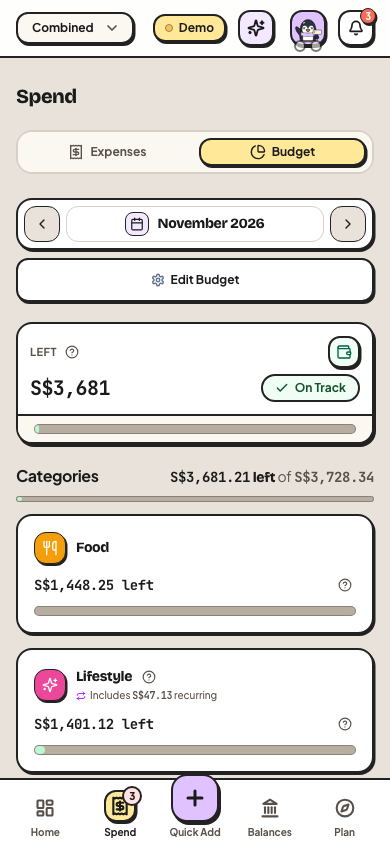 Combined
Demo
3
Spend
Expenses
Budget
November 2026
Edit Budget
LEFT
S$3,681
On Track
Categories
S$3,681.21 left of S$3,728.34
Food
S$1,448.25 left
Lifestyle
Includes S$47.13 recurring
S$1,401.12 left
3
Home
Spend
Quick Add
Balances
Plan